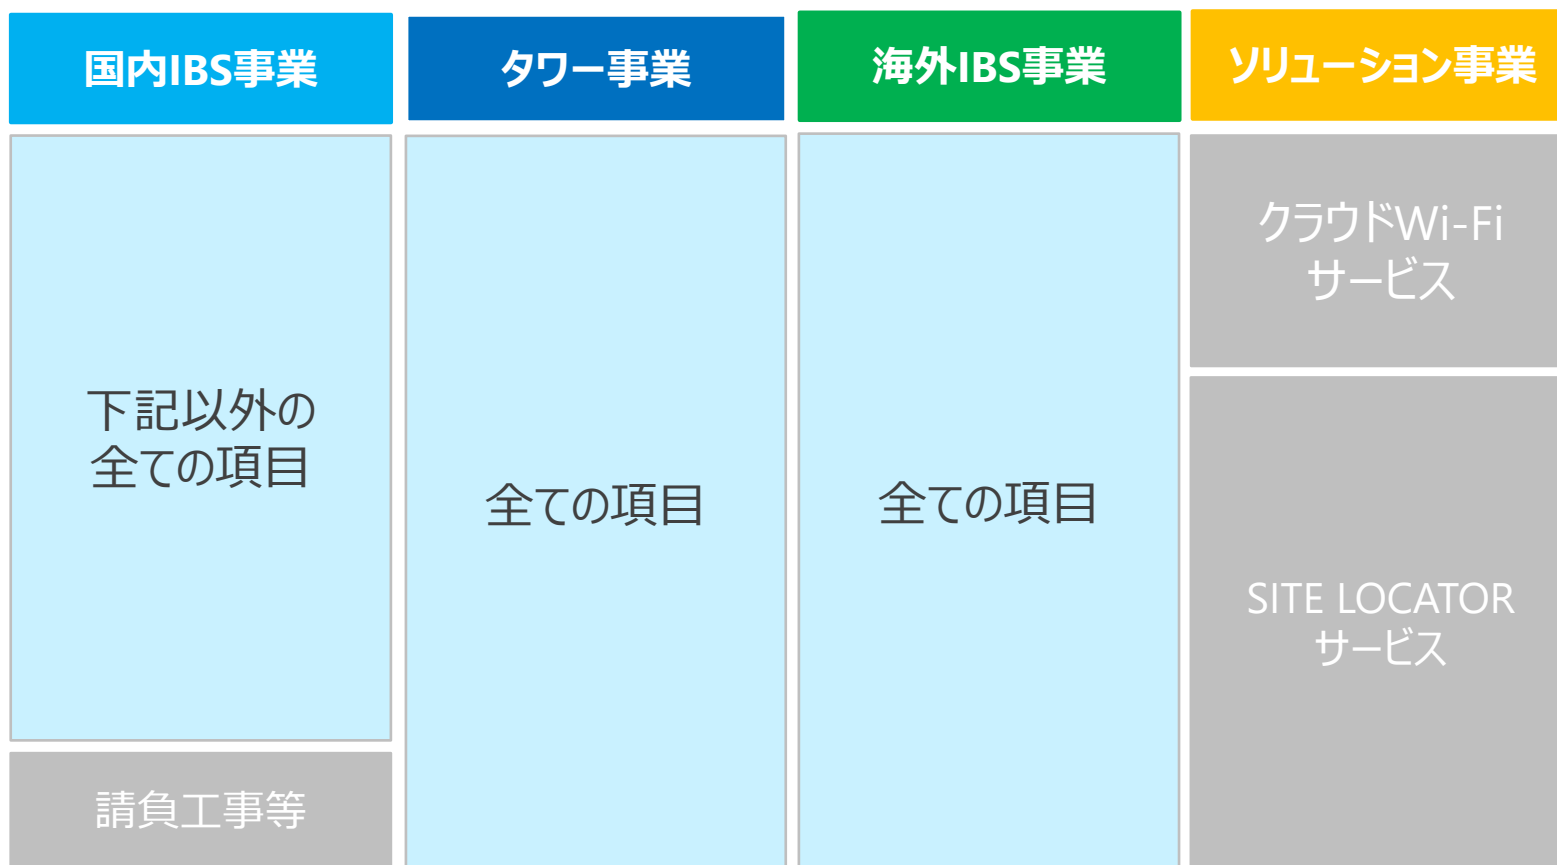 国内IBS事業
タワー事業
海外IBS事業
ソリューション事業
下記以外の
全ての項目
請負工事等
全ての項目
全ての項目
クラウドWi-Fi
サービス
SITE LOCATOR
サービス